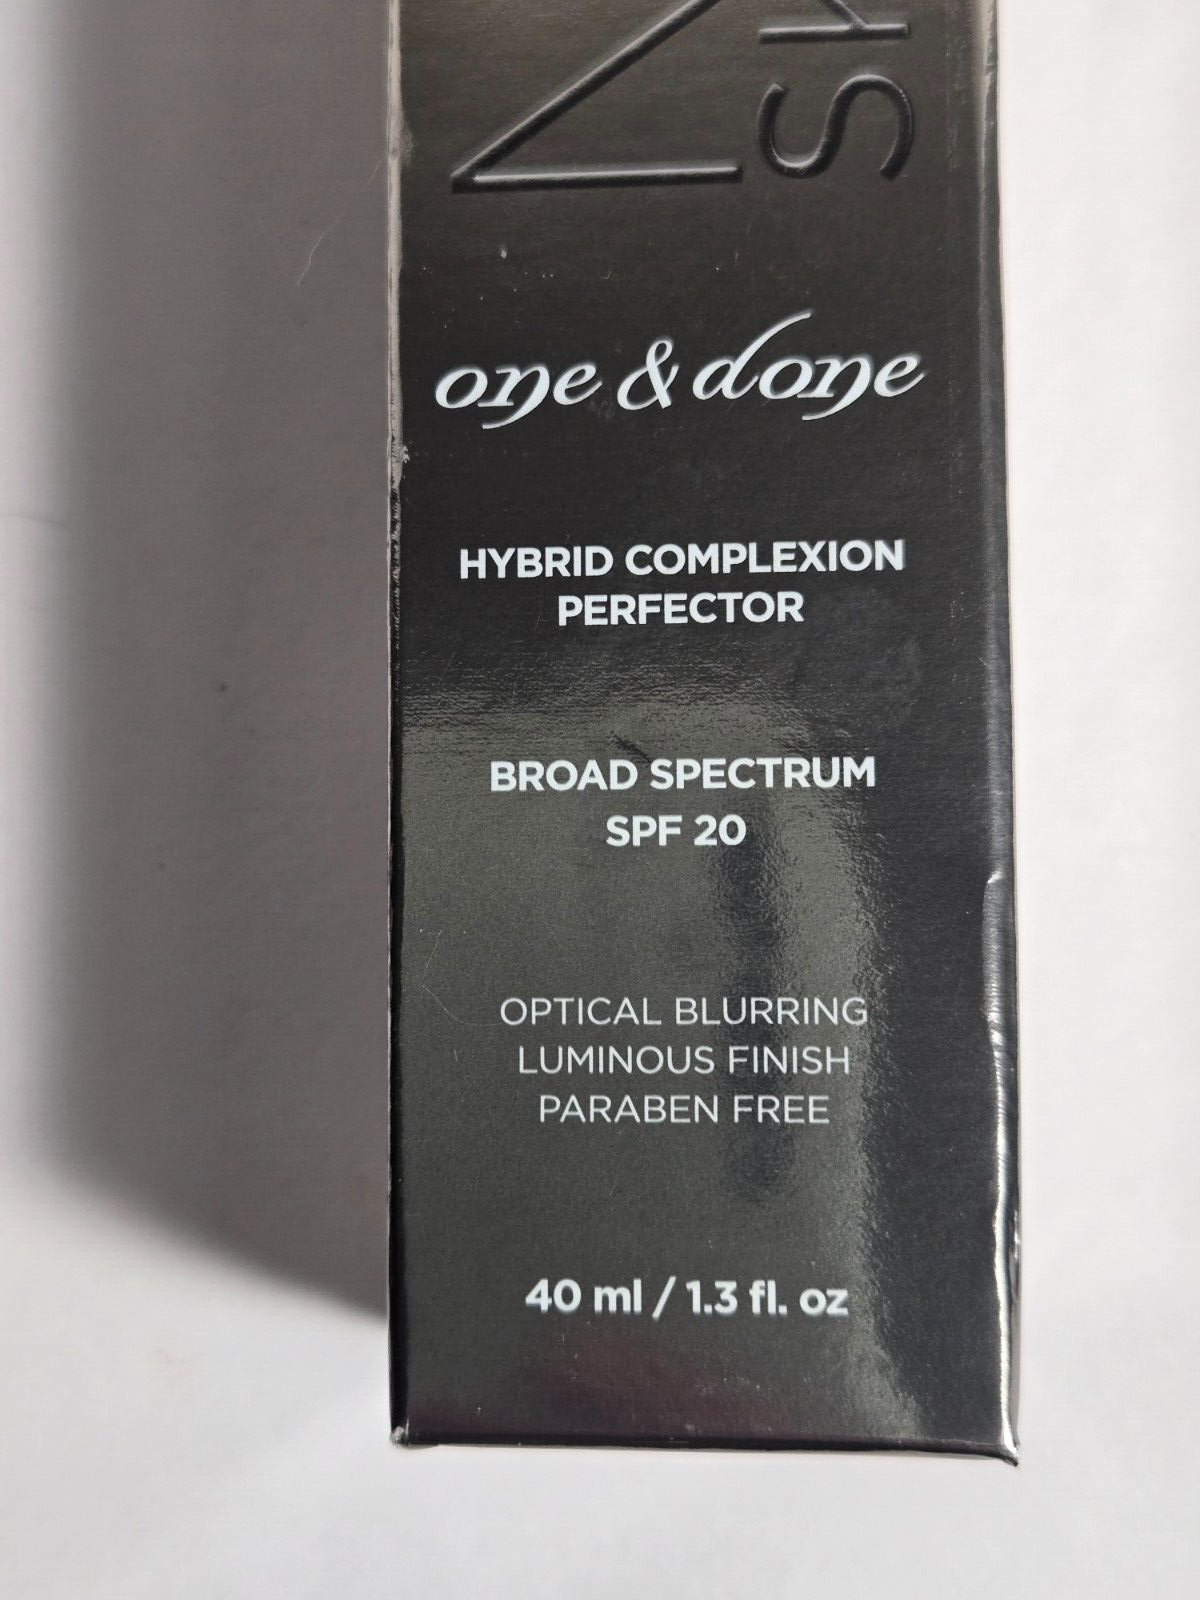 one & done
HYBRID COMPLEXION
PERFECTOR
BROAD SPECTRUM
SPF 20
OPTICAL BLURRING
LUMINOUS FINISH
PARABEN FREE
40 ml / 1.3 fl. oz